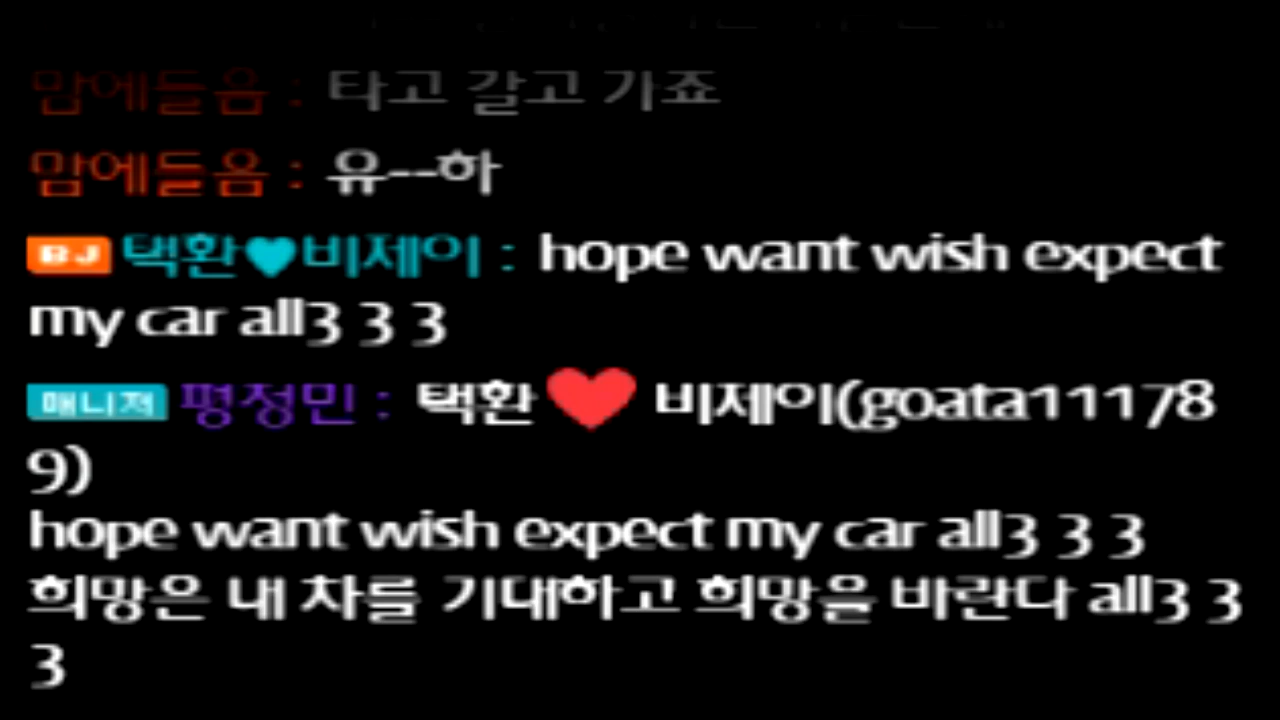 맘에들음 : 타고 갈고 가죠
맘에들음 : 유--하
BJ 택환♥비제이 : hope want wish expect
my car all3 3 3
매니저 평정민 : 택환❤비제이(goata11178
9)
hope want wish expect my car all3 3 3
희망은 내 차를 기대하고 희망을 바란다 all3 3
3